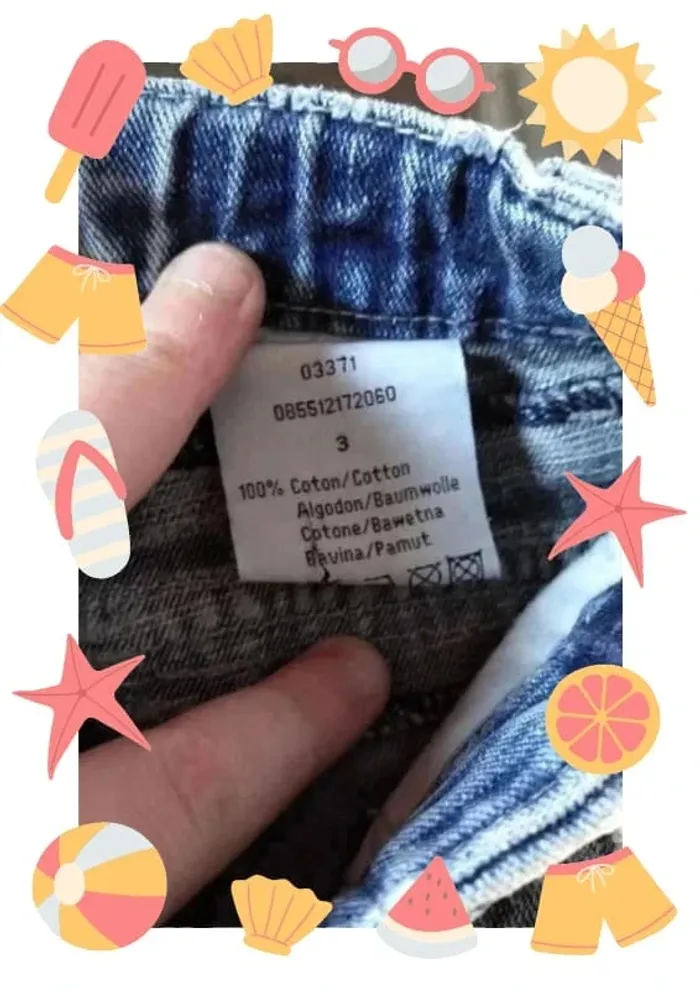 03371
085512172060
3
100% Coton/Cotton
Algodon/Baumwolle
Cotone/Bawetna
Bavina/Pamut